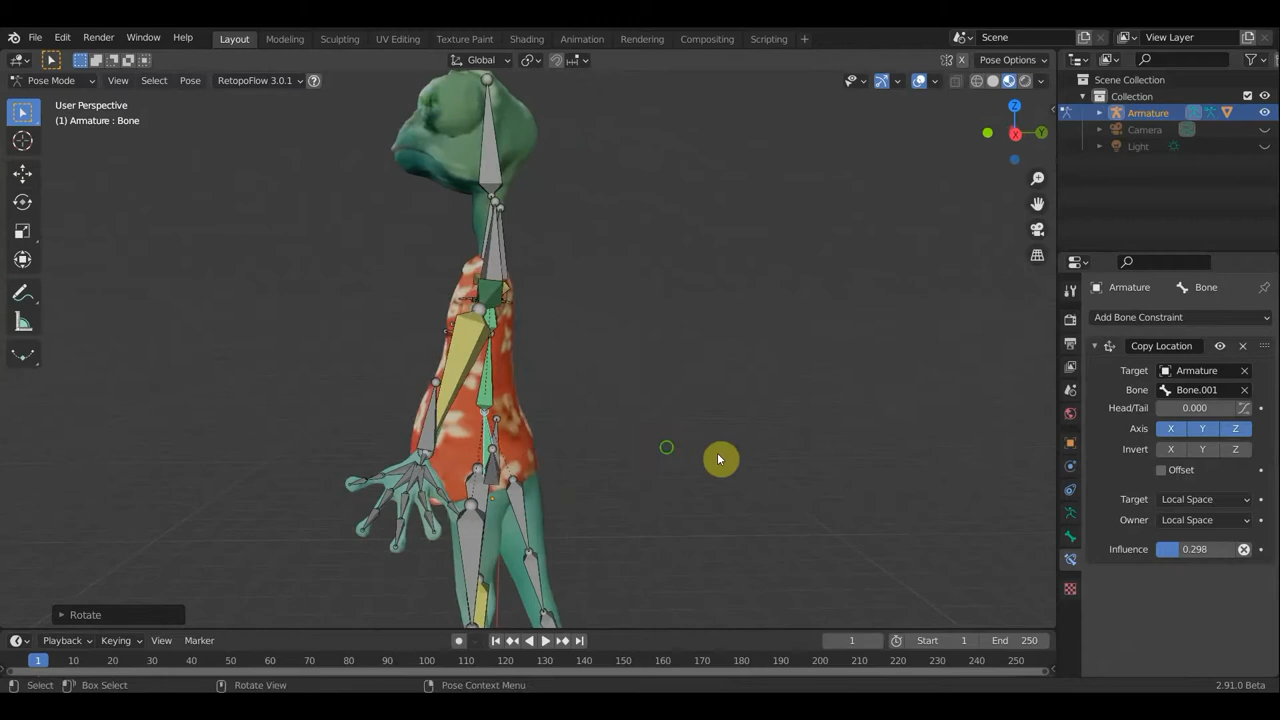 File Edit Render Window Help
Layout Modeling Sculpting UV Editing Texture Paint Shading Animation Rendering Compositing Scripting +
Scene View Layer
Global Pose Options
Pose Mode View Select Pose RetopoFlow 3.0.1
X
User Perspective
(1) Armature : Bone
Z
X
Y
Scene Collection
Collection
Armature
Camera
Light
Armature Bone
Add Bone Constraint
Copy Location
Target Armature
Bone Bone.001
Head/Tail 0.000
Axis X Y Z
Invert X Y Z
Offset
Target Local Space
Owner Local Space
Influence 0.298
Rotate
Playback Keying View Marker
1 Start 1 End 250
1 10 20 30 40 50 60 70 80 90 100 110 120 130 140 150 160 170 180 190 200 210 220 230 240 250
Select Box Select Rotate View Pose Context Menu 2.91.0 Beta